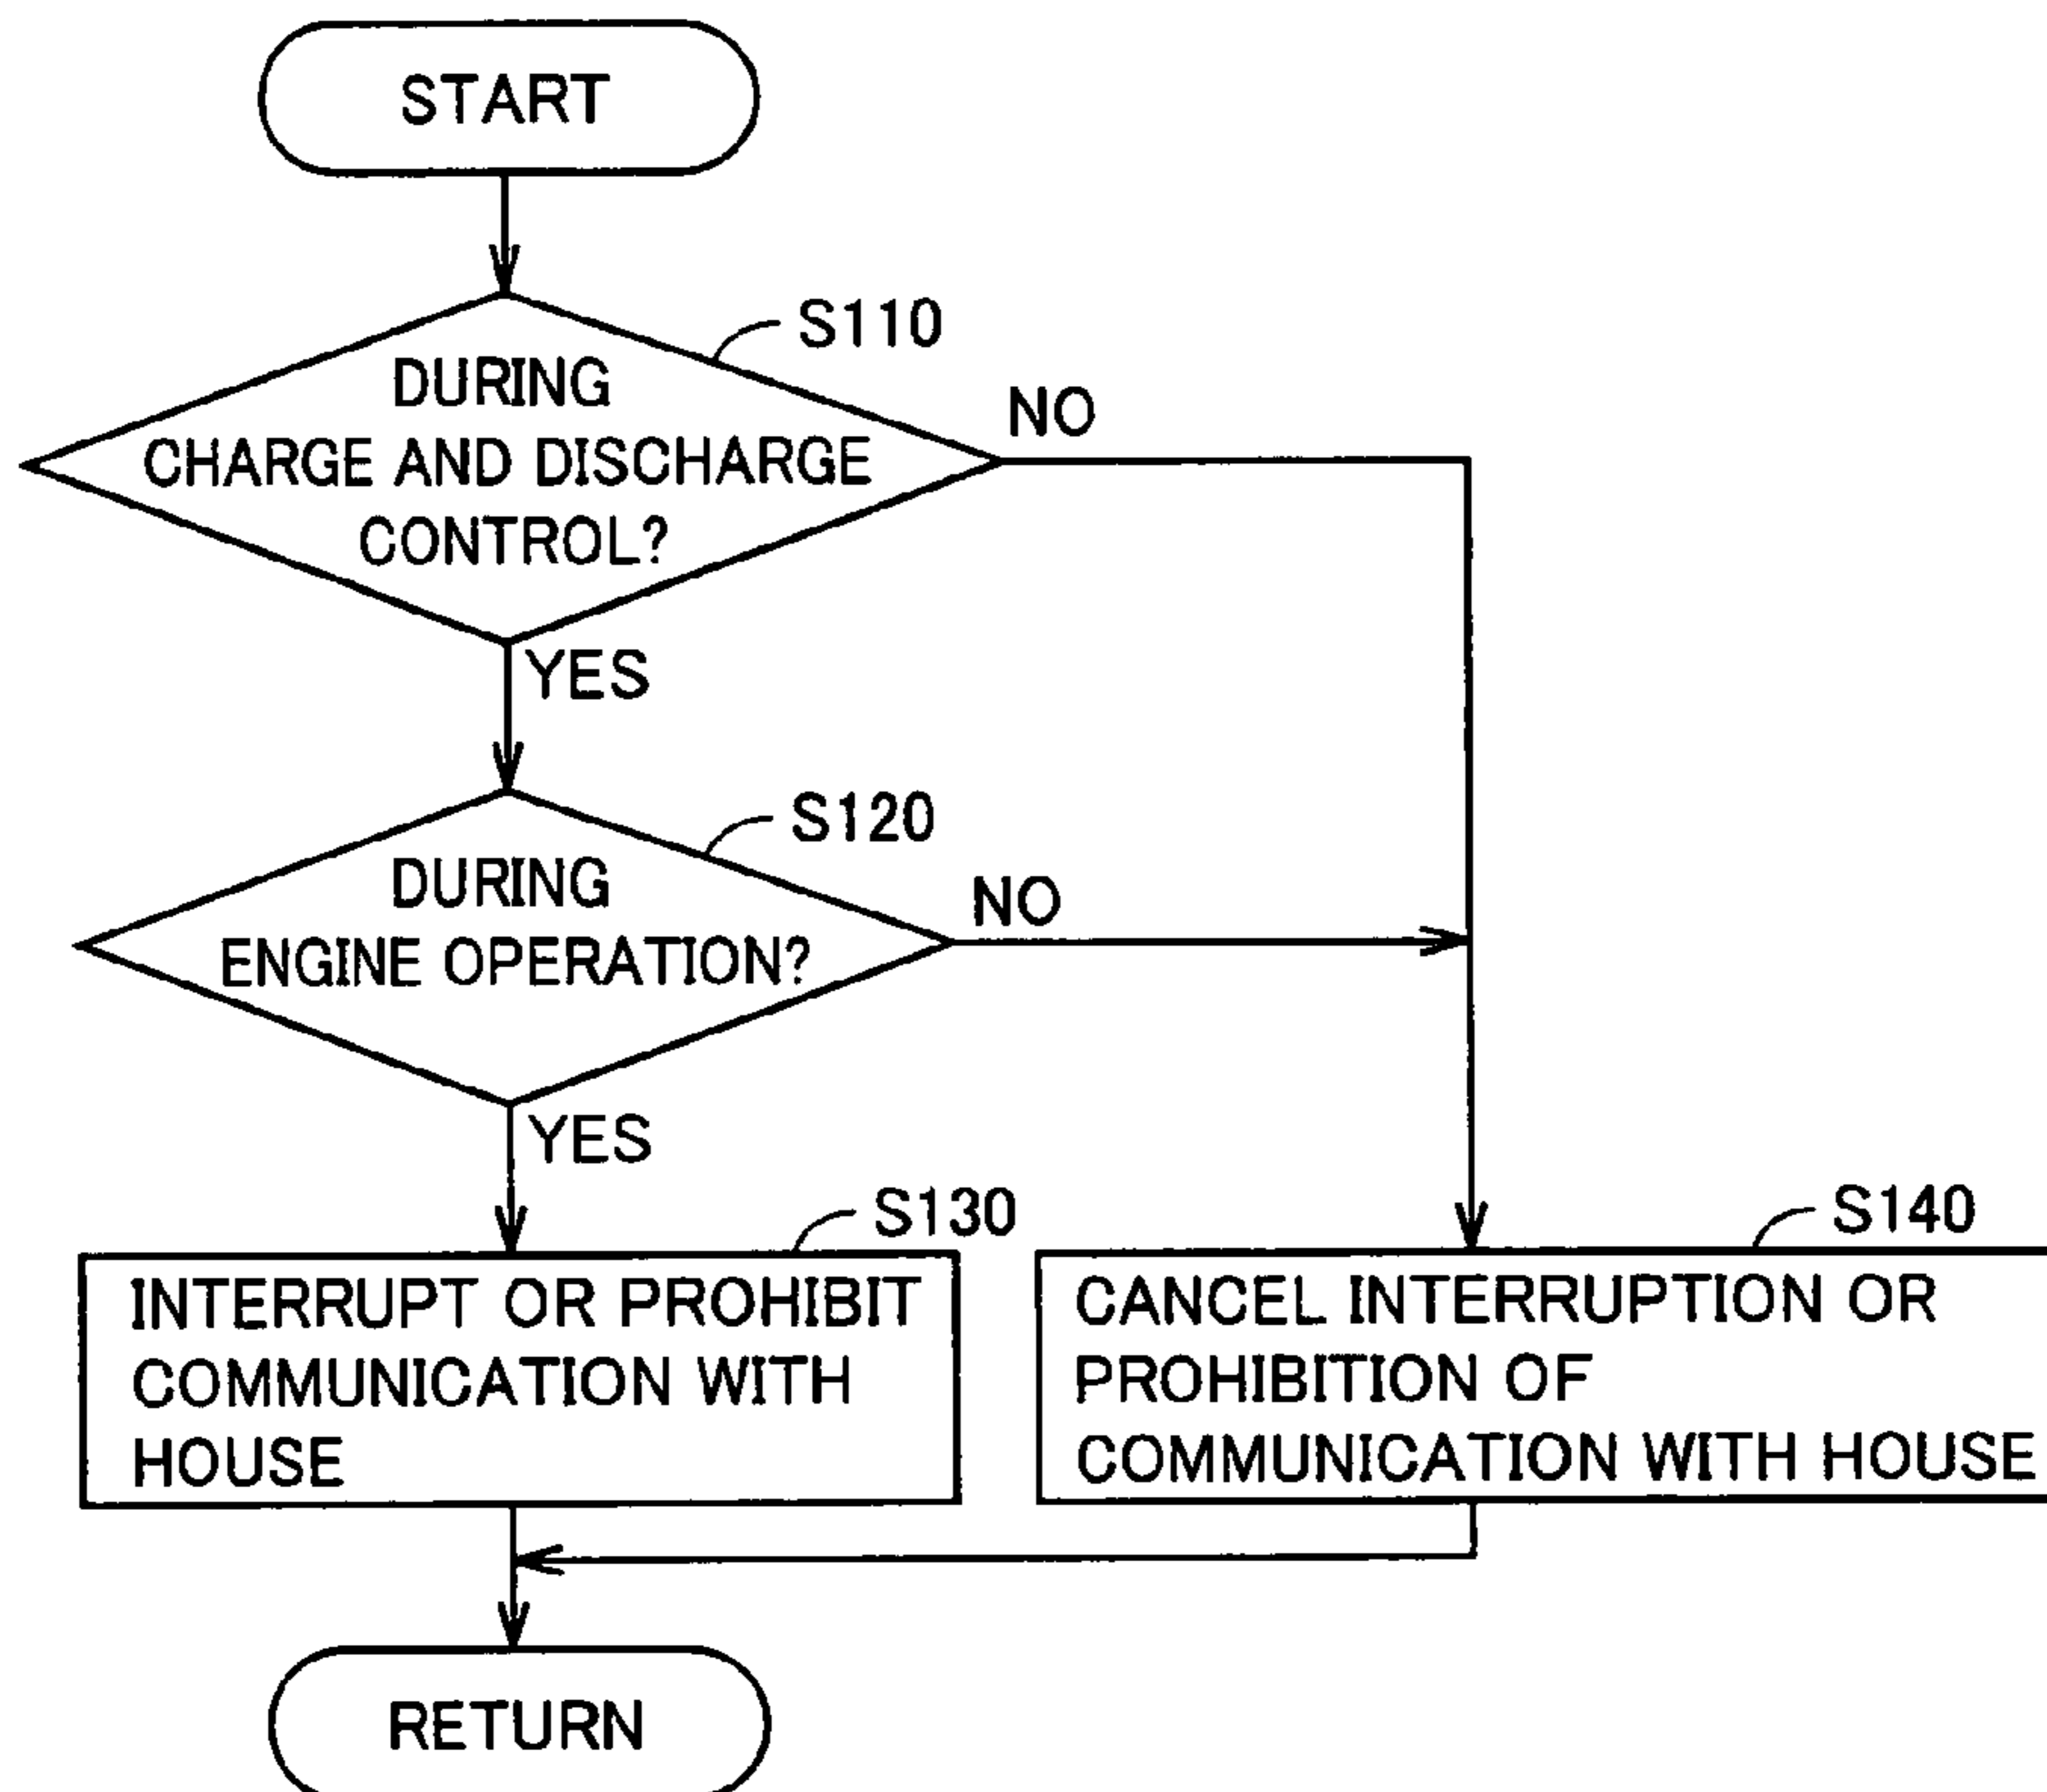 START
S110
DURING
CHARGE AND DISCHARGE
CONTROL?
NO
YES
S120
DURING
ENGINE OPERATION?
NO
YES
S130
INTERRUPT OR PROHIBIT
COMMUNICATION WITH
HOUSE
S140
CANCEL INTERRUPTION OR
PROHIBITION OF
COMMUNICATION WITH HOUSE
RETURN